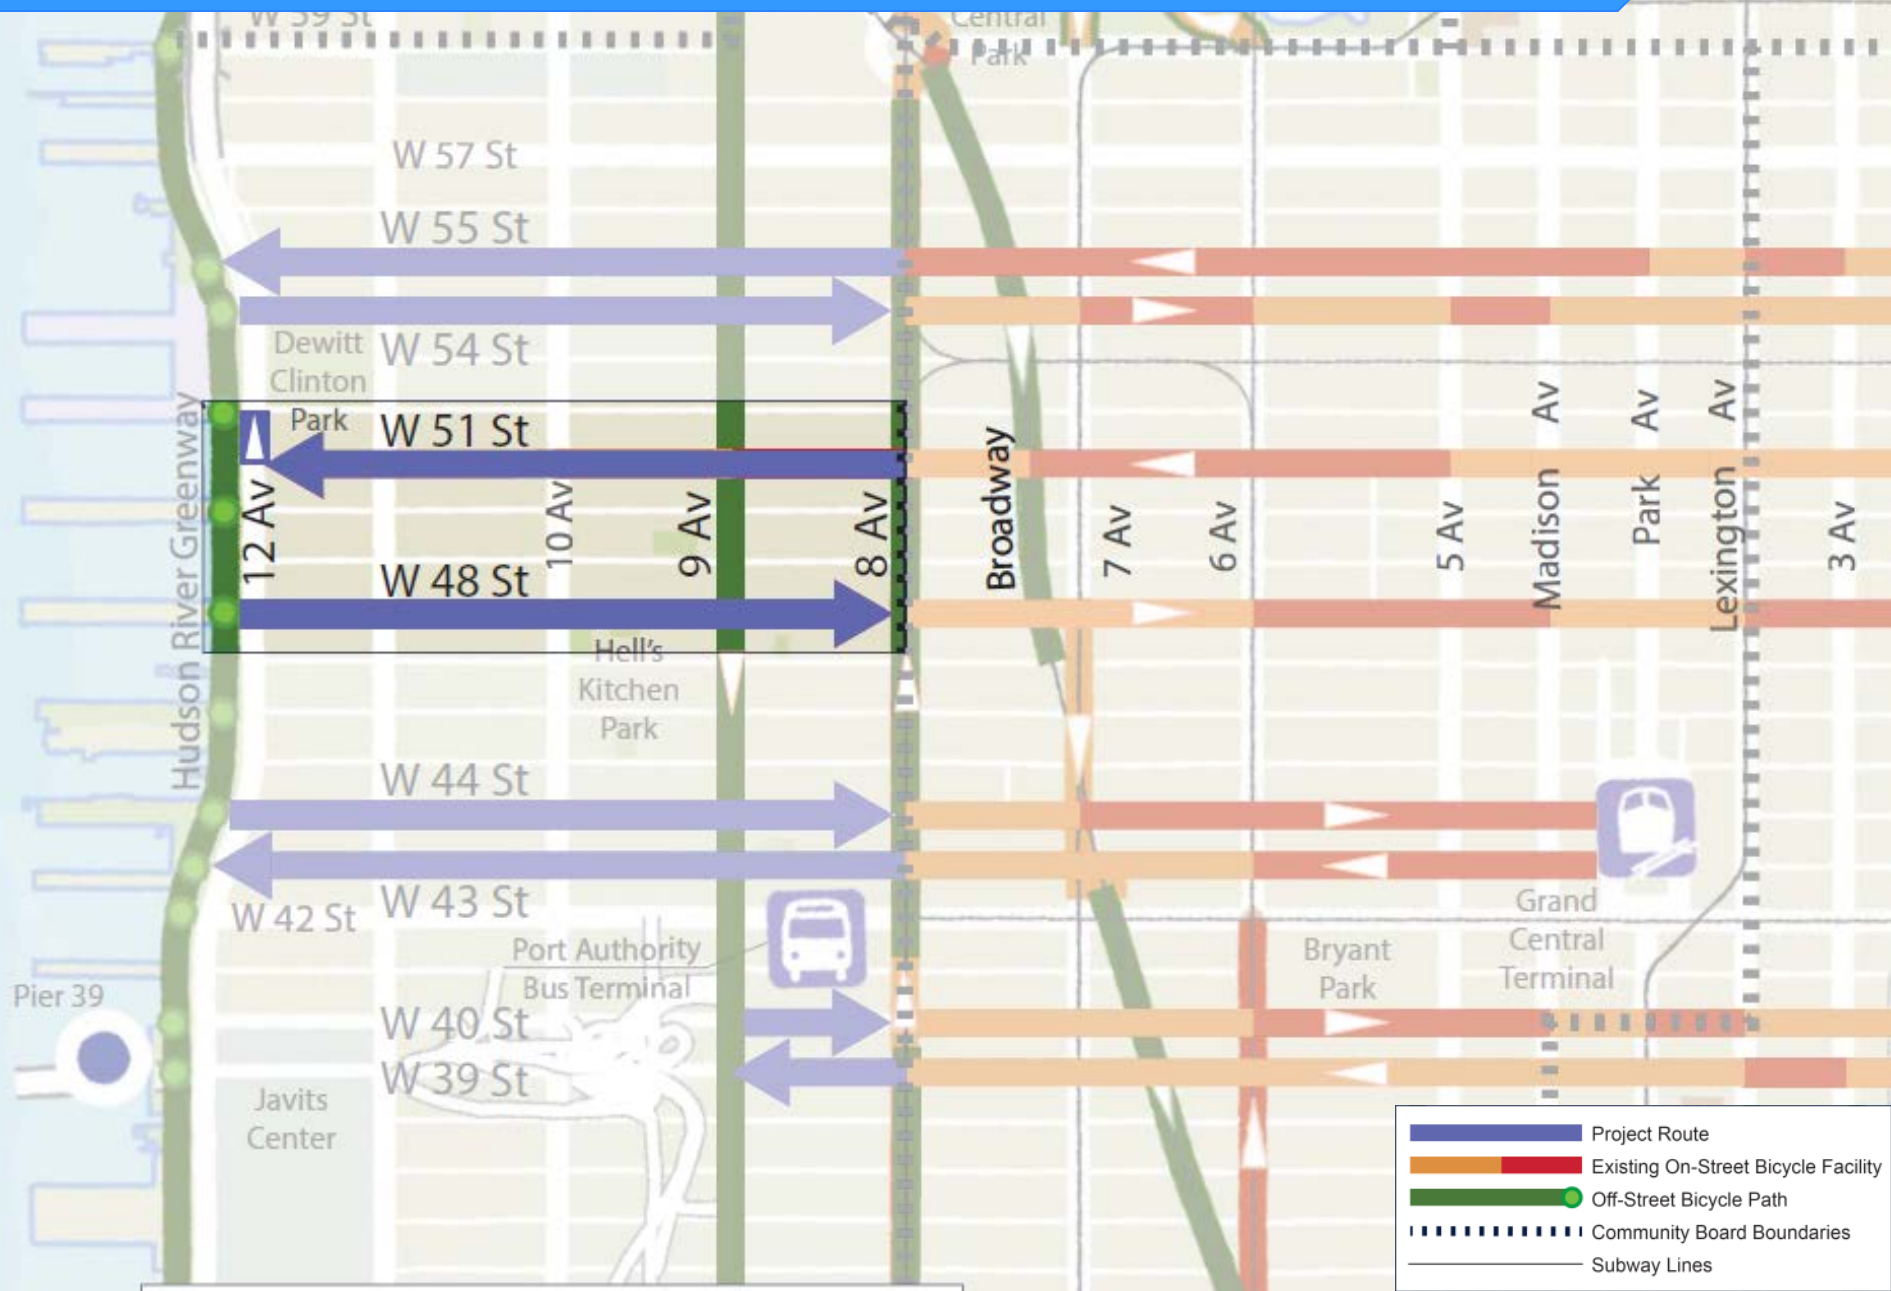 W 59 St
Central
Park
W 57 St
W 55 St
W 54 St
Dewitt
Clinton
Park
W 51 St
Hudson River Greenway
12 Av
10 Av
9 Av
8 Av
Broadway
7 Av
6 Av
5 Av
Madison Av
Park Av
Lexington Av
3 Av
W 48 St
Hell's
Kitchen
Park
W 44 St
W 43 St
W 42 St
Port Authority
Bus Terminal
Grand
Central
Terminal
Bryant
Park
Pier 39
W 40 St
W 39 St
Javits
Center
Project Route
Existing On-Street Bicycle Facility
Off-Street Bicycle Path
Community Board Boundaries
Subway Lines